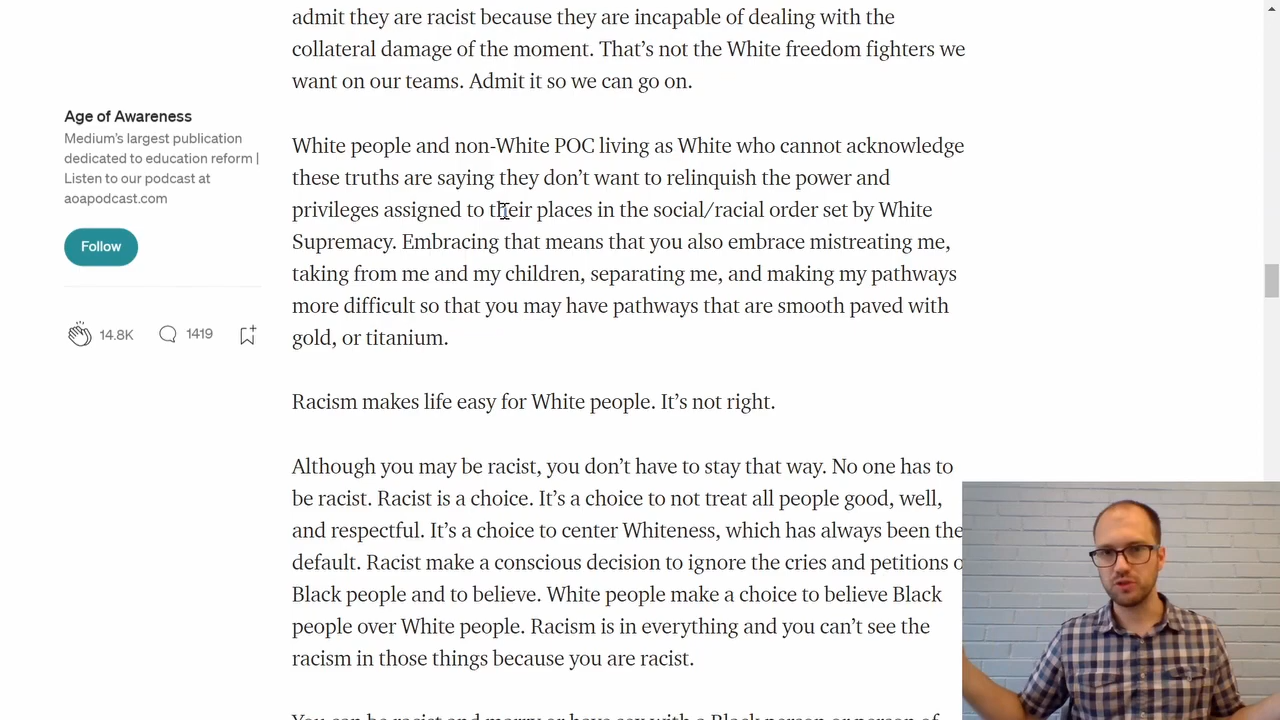 admit they are racist because they are incapable of dealing with the
collateral damage of the moment. That’s not the White freedom fighters we
want on our teams. Admit it so we can go on.
Age of Awareness
Medium’s largest publication
dedicated to education reform |
Listen to our podcast at
aoapodcast.com
Follow
14.8K
1419
White people and non-White POC living as White who cannot acknowledge
these truths are saying they don’t want to relinquish the power and
privileges assigned to their places in the social/racial order set by White
Supremacy. Embracing that means that you also embrace mistreating me,
taking from me and my children, separating me, and making my pathways
more difficult so that you may have pathways that are smooth paved with
gold, or titanium.
Racism makes life easy for White people. It’s not right.
Although you may be racist, you don’t have to stay that way. No one has to
be racist. Racist is a choice. It’s a choice to not treat all people good, well,
and respectful. It’s a choice to center Whiteness, which has always been the
default. Racist make a conscious decision to ignore the cries and petitions
Black people and to believe. White people make a choice to believe Black
people over White people. Racism is in everything and you can’t see the
racism in those things because you are racist.